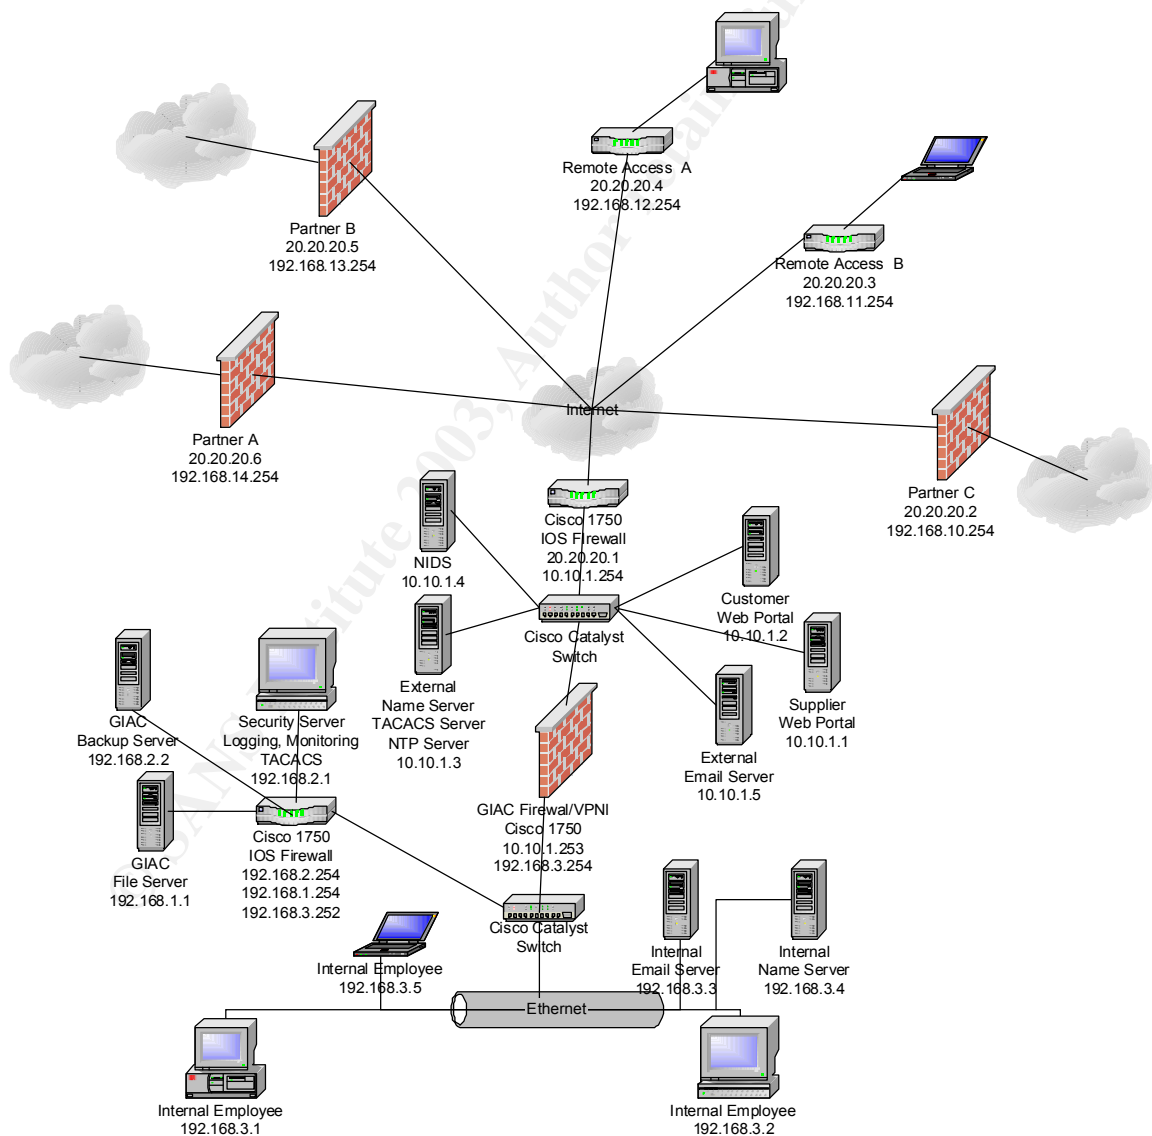 Remote Access  A
20.20.20.4
192.168.12.254
Partner B
20.20.20.5
192.168.13.254
Remote Access  B
20.20.20.3
192.168.11.254
Internet
Partner A
20.20.20.6
192.168.14.254
Partner C
20.20.20.2
192.168.10.254
Cisco 1750
IOS FIrewall
20.20.20.1
10.10.1.254
NIDS
10.10.1.4
Customer
Web Portal
10.10.1.2
Cisco Catalyst
Switch
External
Name Server
TACACS Server
NTP Server
10.10.1.3
Supplier
Web Portal
10.10.1.1
External
Email Server
10.10.1.5
GIAC
Backup Server
192.168.2.2
Security Server
Logging, Monitoring
TACACS
192.168.2.1
GIAC Firewall/VPNI
Cisco 1750
10.10.1.253
192.168.3.254
GIAC
File Server
192.168.1.1
Cisco 1750
IOS Firewall
192.168.2.254
192.168.1.254
192.168.3.252
Cisco Catalyst
Switch
Internal Employee
192.168.3.5
Internal
Email Server
192.168.3.3
Internal
Name Server
192.168.3.4
Ethernet
Internal Employee
192.168.3.1
Internal Employee
192.168.3.2
SANS Institute 2003, Author